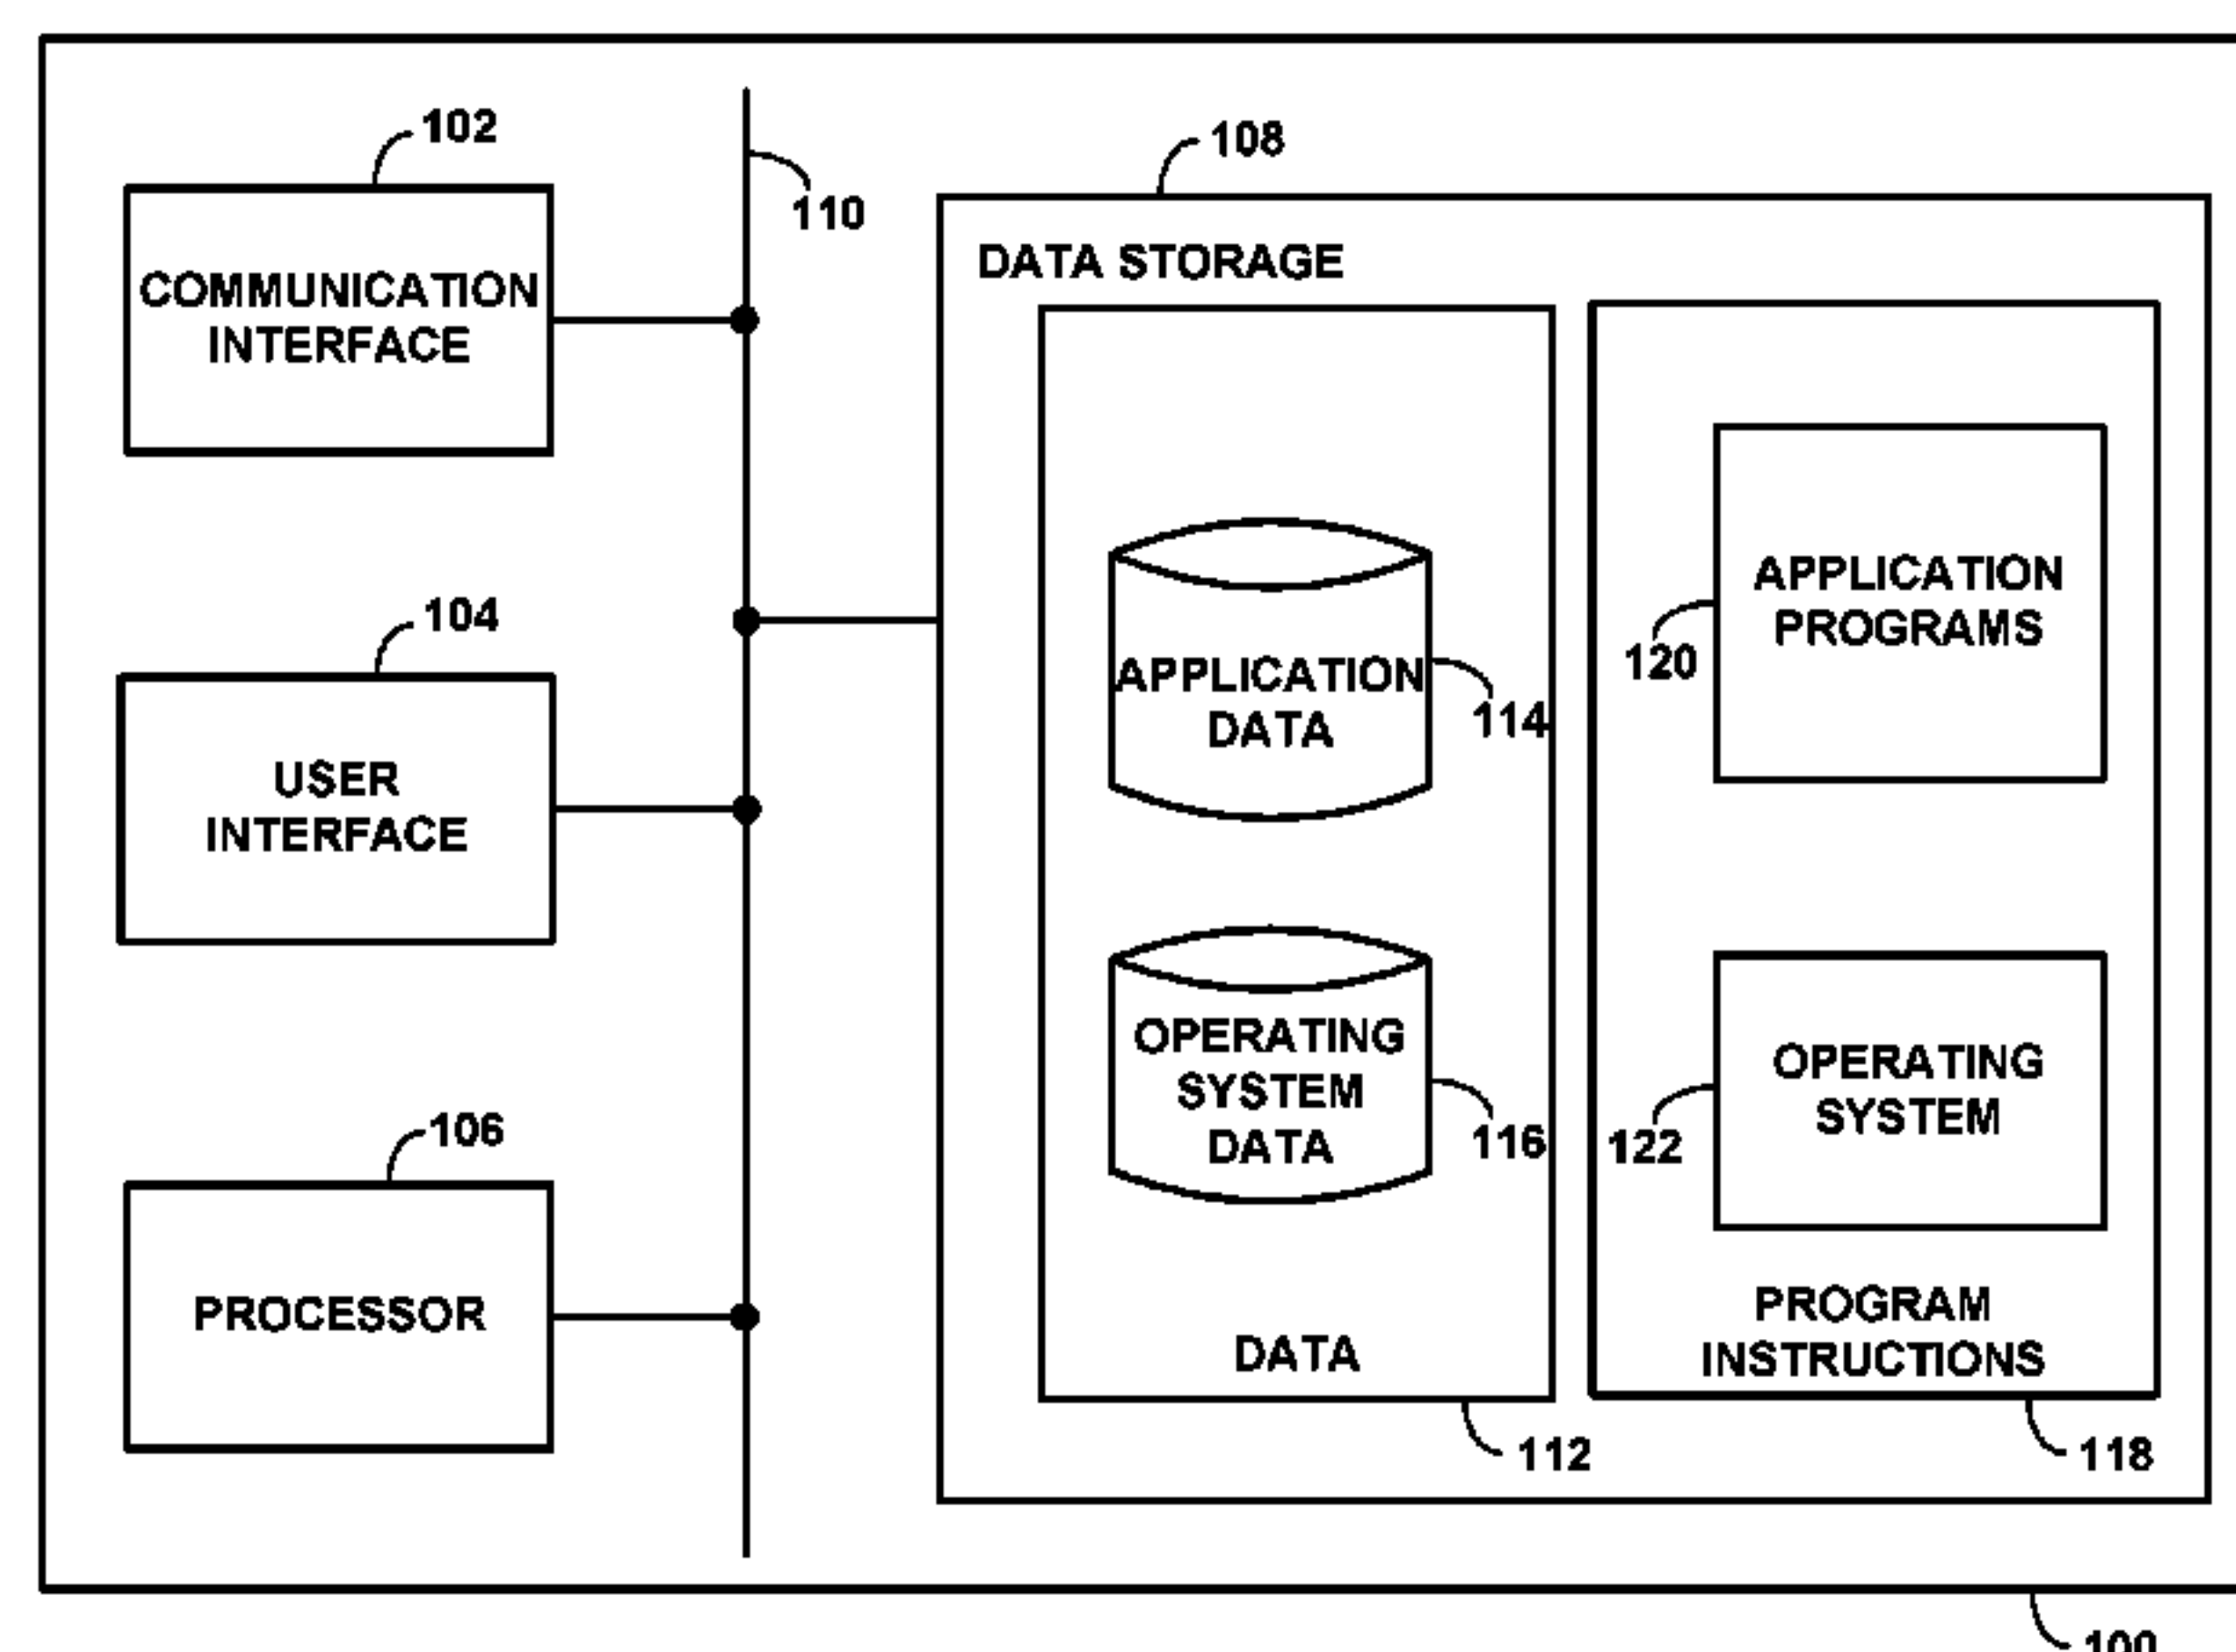 102
COMMUNICATION
INTERFACE
104
USER
INTERFACE
106
PROCESSOR
110
108
DATA STORAGE
APPLICATION
DATA
114
OPERATING
SYSTEM
DATA
116
DATA
112
APPLICATION
PROGRAMS
120
OPERATING
SYSTEM
122
PROGRAM
INSTRUCTIONS
118
100